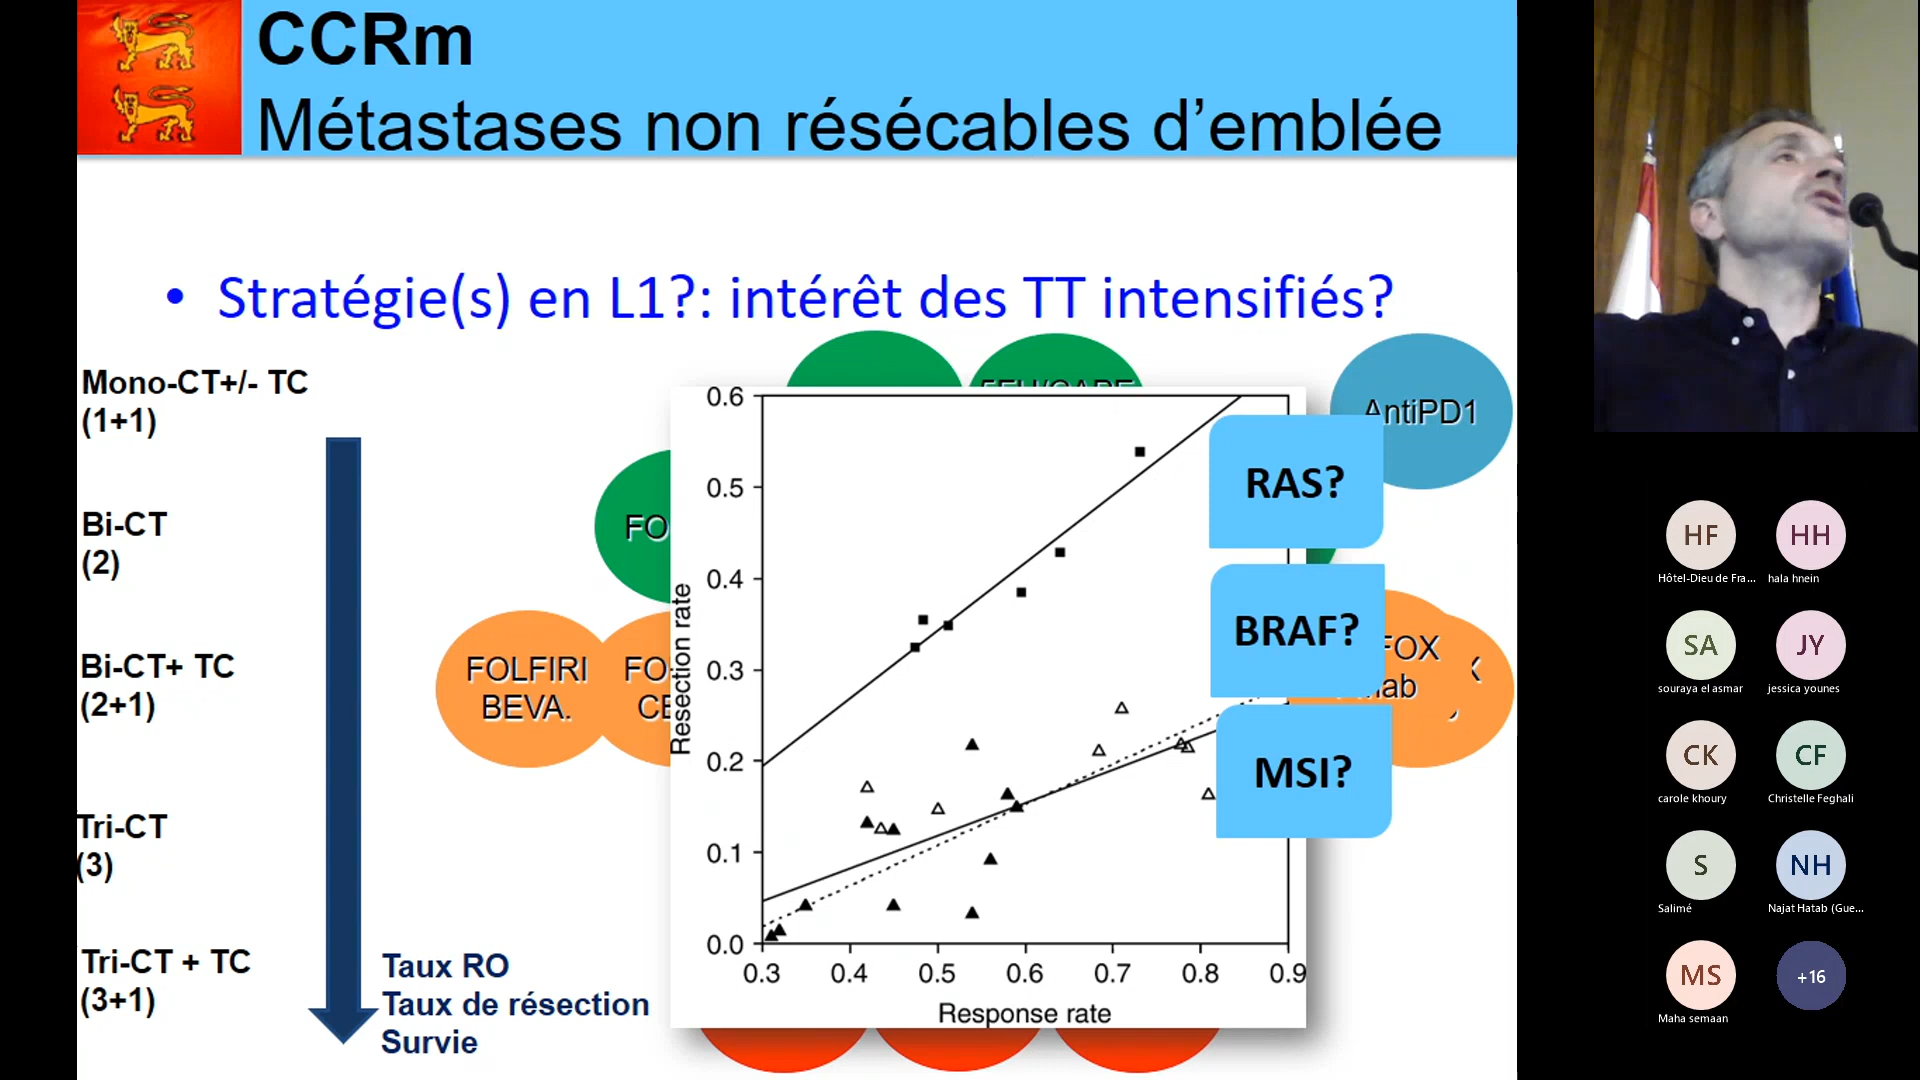 CCRm
Métastases non résécables d’emblée
• Stratégie(s) en L1?: intérêt des TT intensifiés?
Mono-CT+/- TC
(1+1)
Bi-CT
(2)
Bi-CT+ TC
(2+1)
Tri-CT
(3)
Tri-CT + TC
(3+1)
Taux RO
Taux de résection
Survie
AntiPD1
FO
FOLFIRI
BEVA.
FO
CE
FOX
ab
RAS?
BRAF?
MSI?
0.6
0.5
0.4
0.3
0.2
0.1
0.0
Resection rate
0.3 0.4 0.5 0.6 0.7 0.8 0.9
Response rate
HF
Hôtel-Dieu de Fra...
HH
hala hnein
SA
souraya el asmar
JY
jessica younes
CK
carole khoury
CF
Christelle Feghali
S
Salimé
NH
Najat Hatab (Gue...
MS
Maha semaan
+16